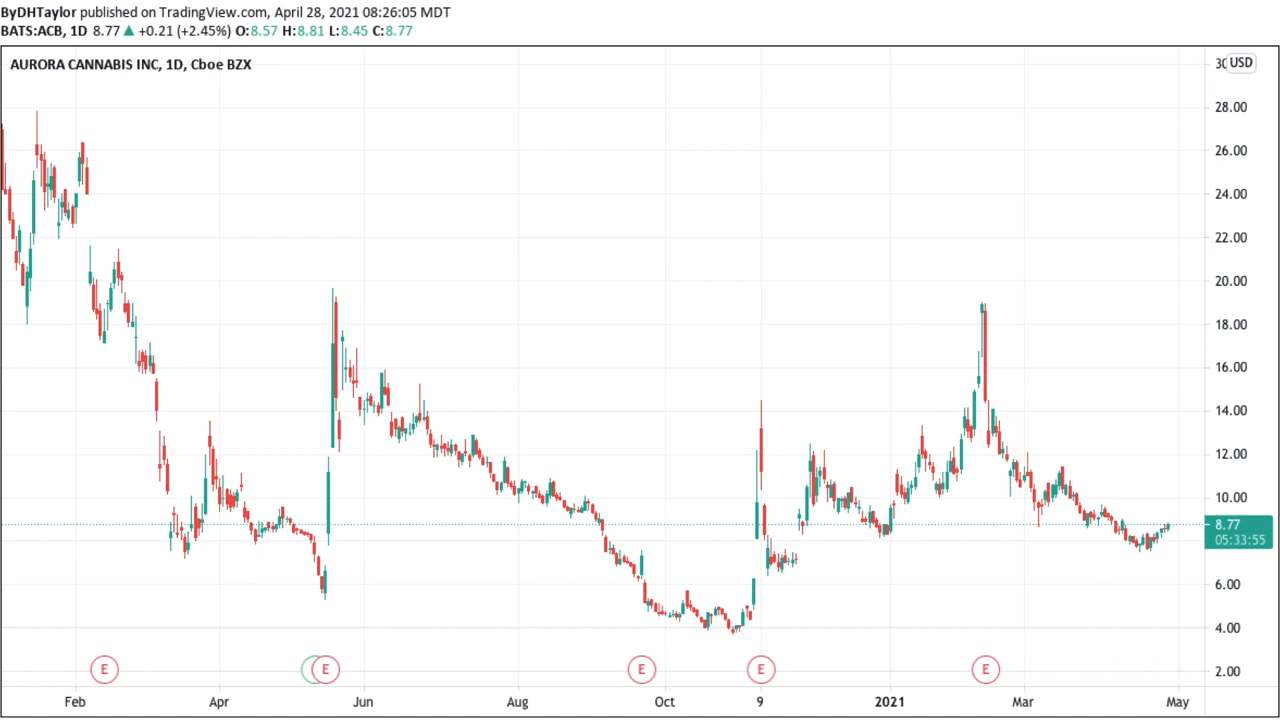 ByDHTaylor published on TradingView.com, April 28, 2021 08:26:05 MDT
BATS:ACB, 1D 8.77 ▲ +0.21 (+2.45%) O:8.57 H:8.81 L:8.45 C:8.77
AURORA CANNABIS INC, 1D, Cboe BZX
30 USD
28.00
26.00
24.00
22.00
20.00
18.00
16.00
14.00
12.00
10.00
8.77
05:33:55
6.00
4.00
2.00
E E E E E
Feb Apr Jun Aug Oct 9 2021 Mar May